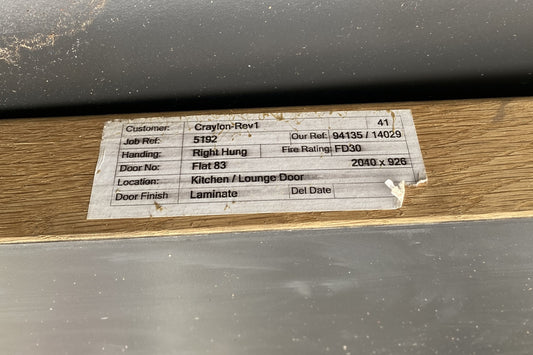 Customer: Craylon-Rev1 41
Job Ref: 5192 Our Ref: 94135 / 14029
Handing: Right Hung Fire Rating: FD30
Door No: Flat 83 2040 x 926
Location: Kitchen / Lounge Door
Door Finish Laminate Del Date